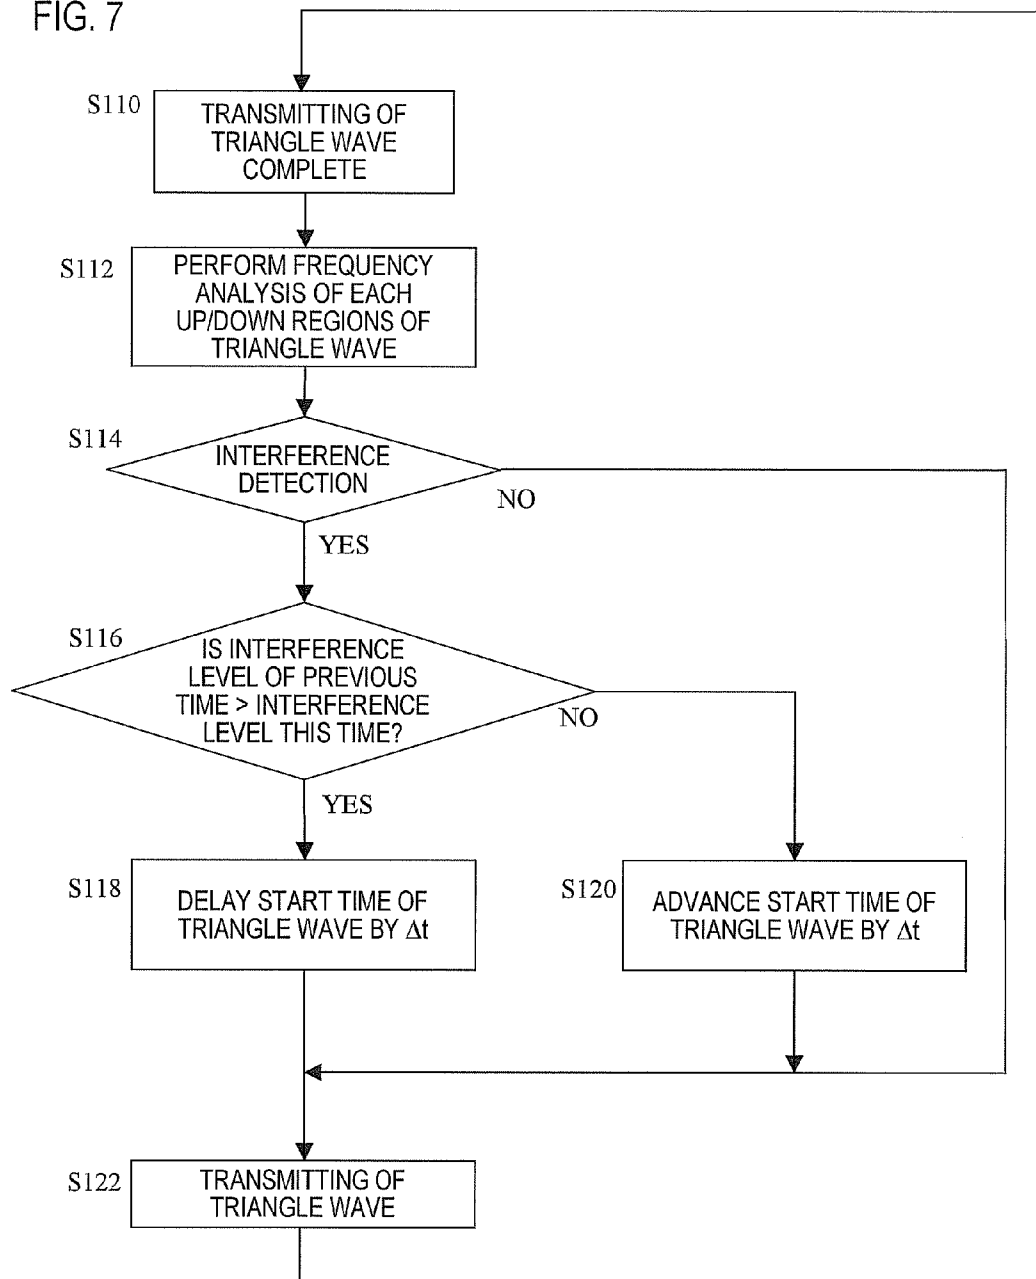 FIG. 7
S110
TRANSMITTING OF
TRIANGLE WAVE
COMPLETE
S112
PERFORM FREQUENCY
ANALYSIS OF EACH
UP/DOWN REGIONS OF
TRIANGLE WAVE
S114
INTERFERENCE
DETECTION
NO
YES
S116
IS INTERFERENCE
LEVEL OF PREVIOUS
TIME > INTERFERENCE
LEVEL THIS TIME?
NO
YES
S118
DELAY START TIME OF
TRIANGLE WAVE BY Δt
S120
ADVANCE START TIME OF
TRIANGLE WAVE BY Δt
S122
TRANSMITTING OF
TRIANGLE WAVE